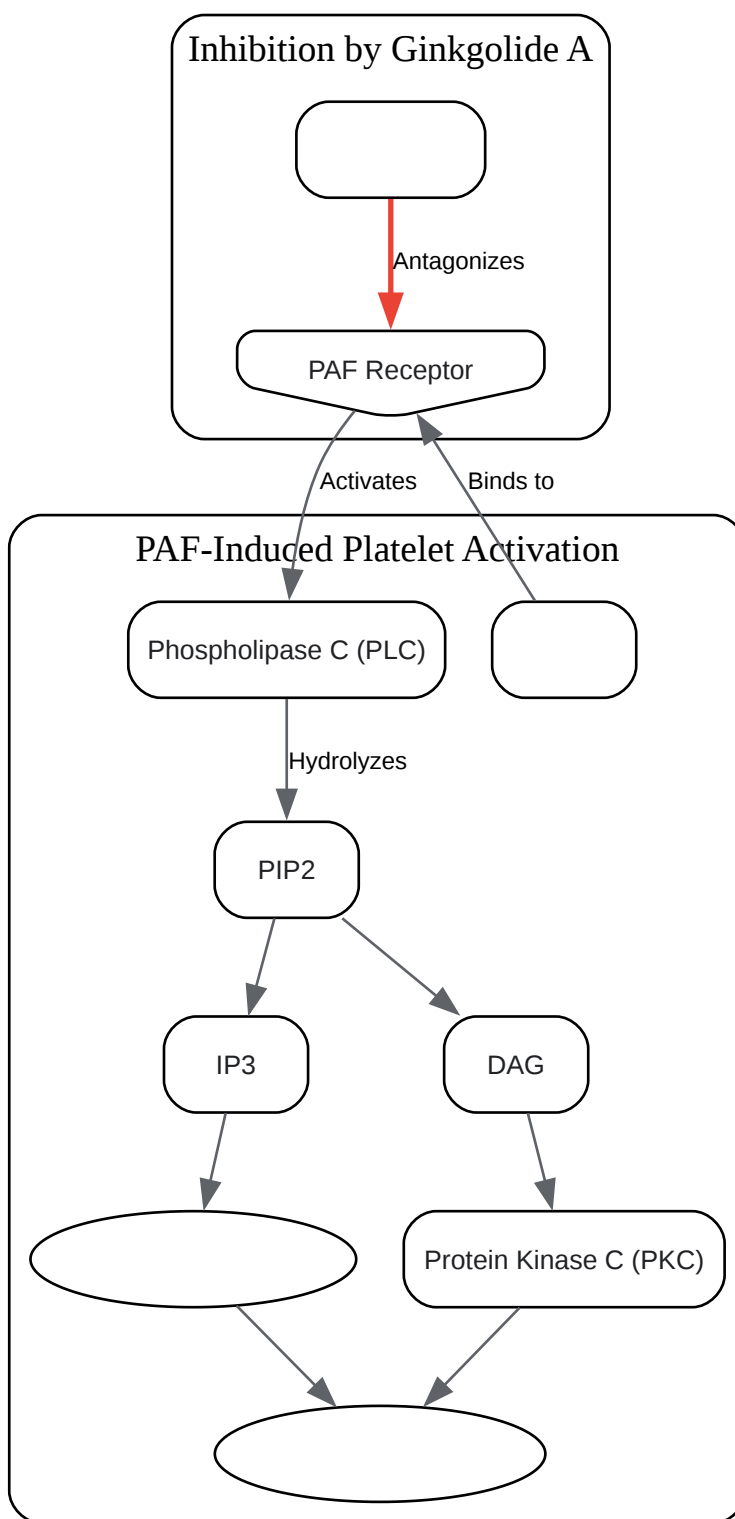 Inhibition by Ginkgolide A
Antagonizes
PAF Receptor
Activates
Binds to
PAF-Induced Platelet Activation
Phospholipase C (PLC)
Hydrolyzes
PIP2
IP3
DAG
Protein Kinase C (PKC)